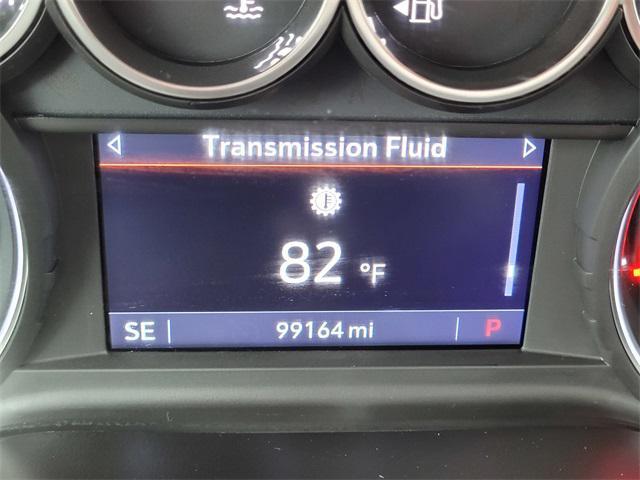 Transmission Fluid
82 °F
SE 99164 mi P